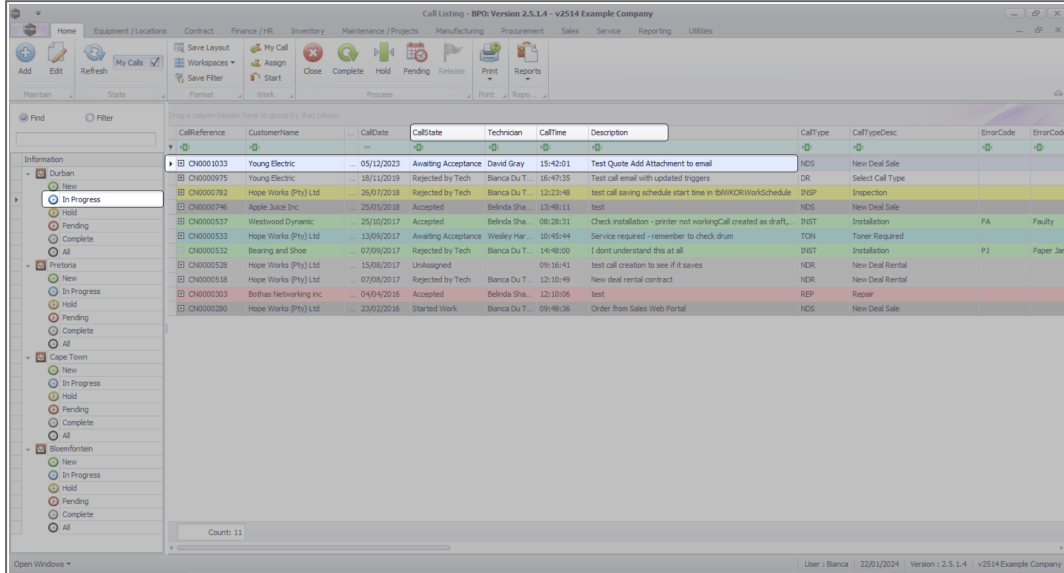 Call Listing - BPO: Version 2.5.1.4 - v2514 Example Company
Home Equipment / Locations Contract Finance / HR Inventory Maintenance / Projects Manufacturing Procurement Sales Service Reporting Utilities
Add Edit Refresh My Calls Save Layout Workspaces Save Filter My Call Assign Start Close Complete Hold Pending Release Print Reports
Maintain State Format Work Process Print Repo...
Find Filter
Drag a column header here to group by that column
CallReference CustomerName ... CallDate CallState Technician CallTime Description CallType CallTypeDesc ErrorCode ErrorCod
CN0001033 Young Electric ... 05/12/2023 Awaiting Acceptance David Gray 15:42:01 Test Quote Add Attachment to email NDS New Deal Sale
CN0000975 Young Electric ... 18/11/2019 Rejected by Tech Bianca Du T... 16:47:35 Test call email with updated triggers DR Select Call Type
CN0000782 Hope Works (Pty) Ltd ... 26/07/2018 Rejected by Tech Bianca Du T... 12:23:48 test call saving schedule start time in tblWKORWorkSchedule INSP Inspection
CN0000746 Apple Juice Inc ... 25/05/2018 Accepted Belinda Sha... 13:48:11 test NDS New Deal Sale
CN0000537 Westwood Dynamic ... 25/10/2017 Accepted Belinda Sha... 08:28:31 Check installation - printer not workingCall created as draft,... INST Installation FA Faulty
CN0000533 Hope Works (Pty) Ltd ... 13/09/2017 Awaiting Acceptance Wesley Har... 10:45:44 Service required - remember to check drum TON Toner Required
CN0000532 Bearing and Shoe ... 07/09/2017 Rejected by Tech Bianca Du T... 14:48:00 I dont understand this at all INST Installation PJ Paper Jam
CN0000528 Hope Works (Pty) Ltd ... 15/08/2017 UnAssigned 09:16:41 test call creation to see if it saves NDR New Deal Rental
CN0000518 Hope Works (Pty) Ltd ... 07/08/2017 Rejected by Tech Bianca Du T... 12:10:49 New deal rental contract NDR New Deal Rental
CN0000303 Bothas Networking inc ... 04/04/2016 Accepted Belinda Sha... 12:10:06 test REP Repair
CN0000280 Hope Works (Pty) Ltd ... 23/02/2016 Started Work Bianca Du T... 09:48:36 Order from Sales Web Portal NDS New Deal Sale
Information
Durban
New
In Progress
Hold
Pending
Complete
All
Pretoria
New
In Progress
Hold
Pending
Complete
All
Cape Town
New
In Progress
Hold
Pending
Complete
All
Bloemfontein
New
In Progress
Hold
Pending
Complete
All
Count: 11
Open Windows User : Bianca 22/01/2024 Version : 2.5.1.4 v2514 Example Company